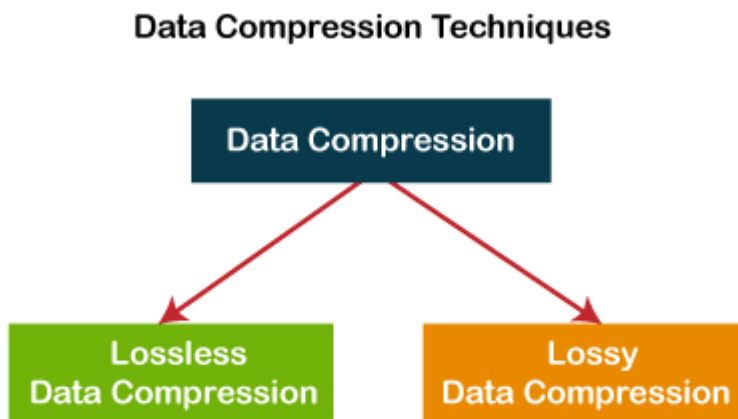 Data Compression Techniques
Data Compression
Lossless
Data Compression
Lossy
Data Compression